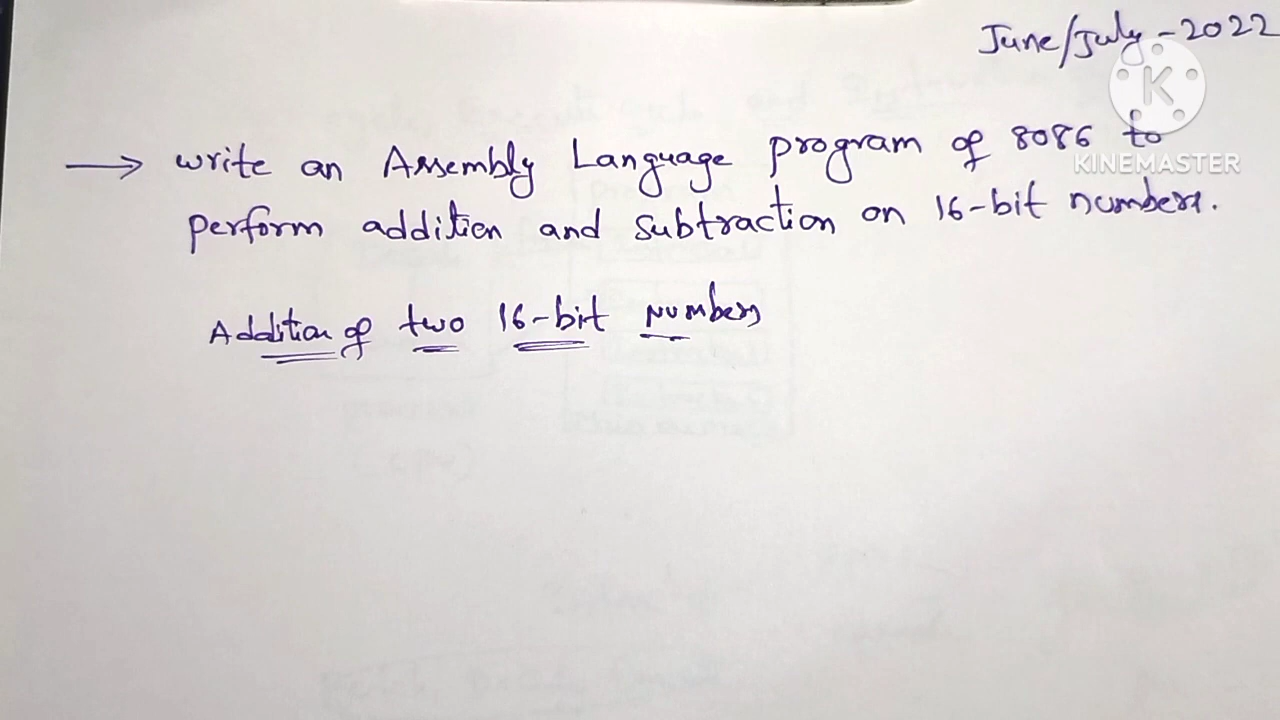 June/July-2022
K
→ write an Assembly Language program of 8086 to
KINEMASTER
perform addition and subtraction on 16-bit numbers.
Addition of two 16-bit Numbers